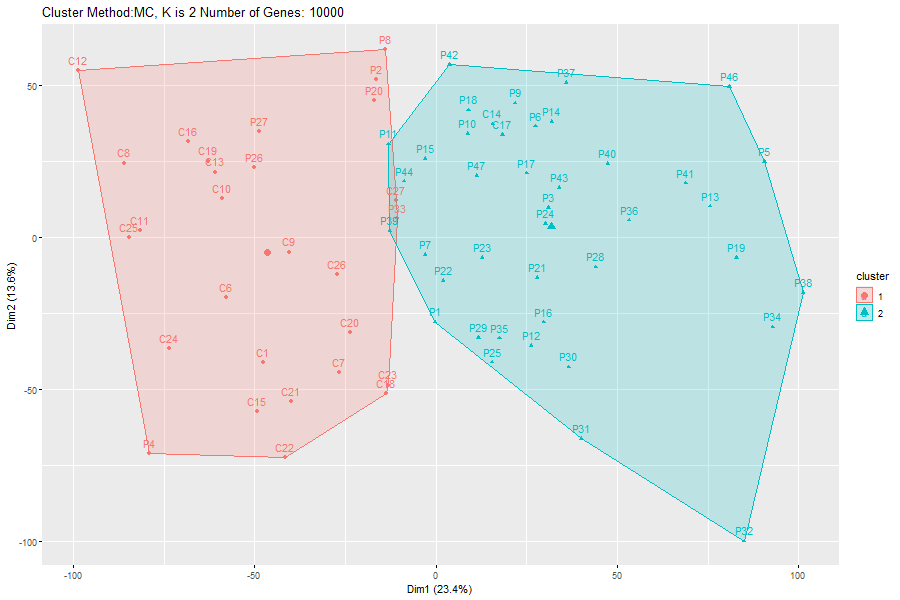 Cluster Method:MC, K is 2 Number of Genes: 10000
P8
P42
C12
P2
P37
P46
50
P20
P18
P9
C14
P6
P14
P27
P10
C17
C16
P11
C19
P15
P5
C8
C13
P26
P17
P40
P44
P47
P43
P41
C10
C27
P3
P13
P33
P24
P36
C11
P39
C25
0
C9
P7
P23
P19
C26
P22
P21
P28
P38
C6
P1
P16
P34
C20
P29
P35
C24
P12
C1
C7
P25
P30
C23
C18
-50
C21
C15
P31
P4
C22
P32
-100
-100
-50
0
50
100
Dim1 (23.4%)
Dim2 (13.6%)
cluster
1
2